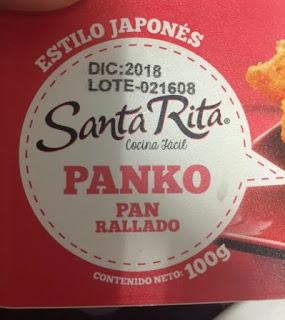 ESTILO JAPONÉS
DIC:2018
LOTE-021608
Santa Rita®
Cocina Fácil
PANKO
PAN
RALLADO
CONTENIDO NETO: 100g